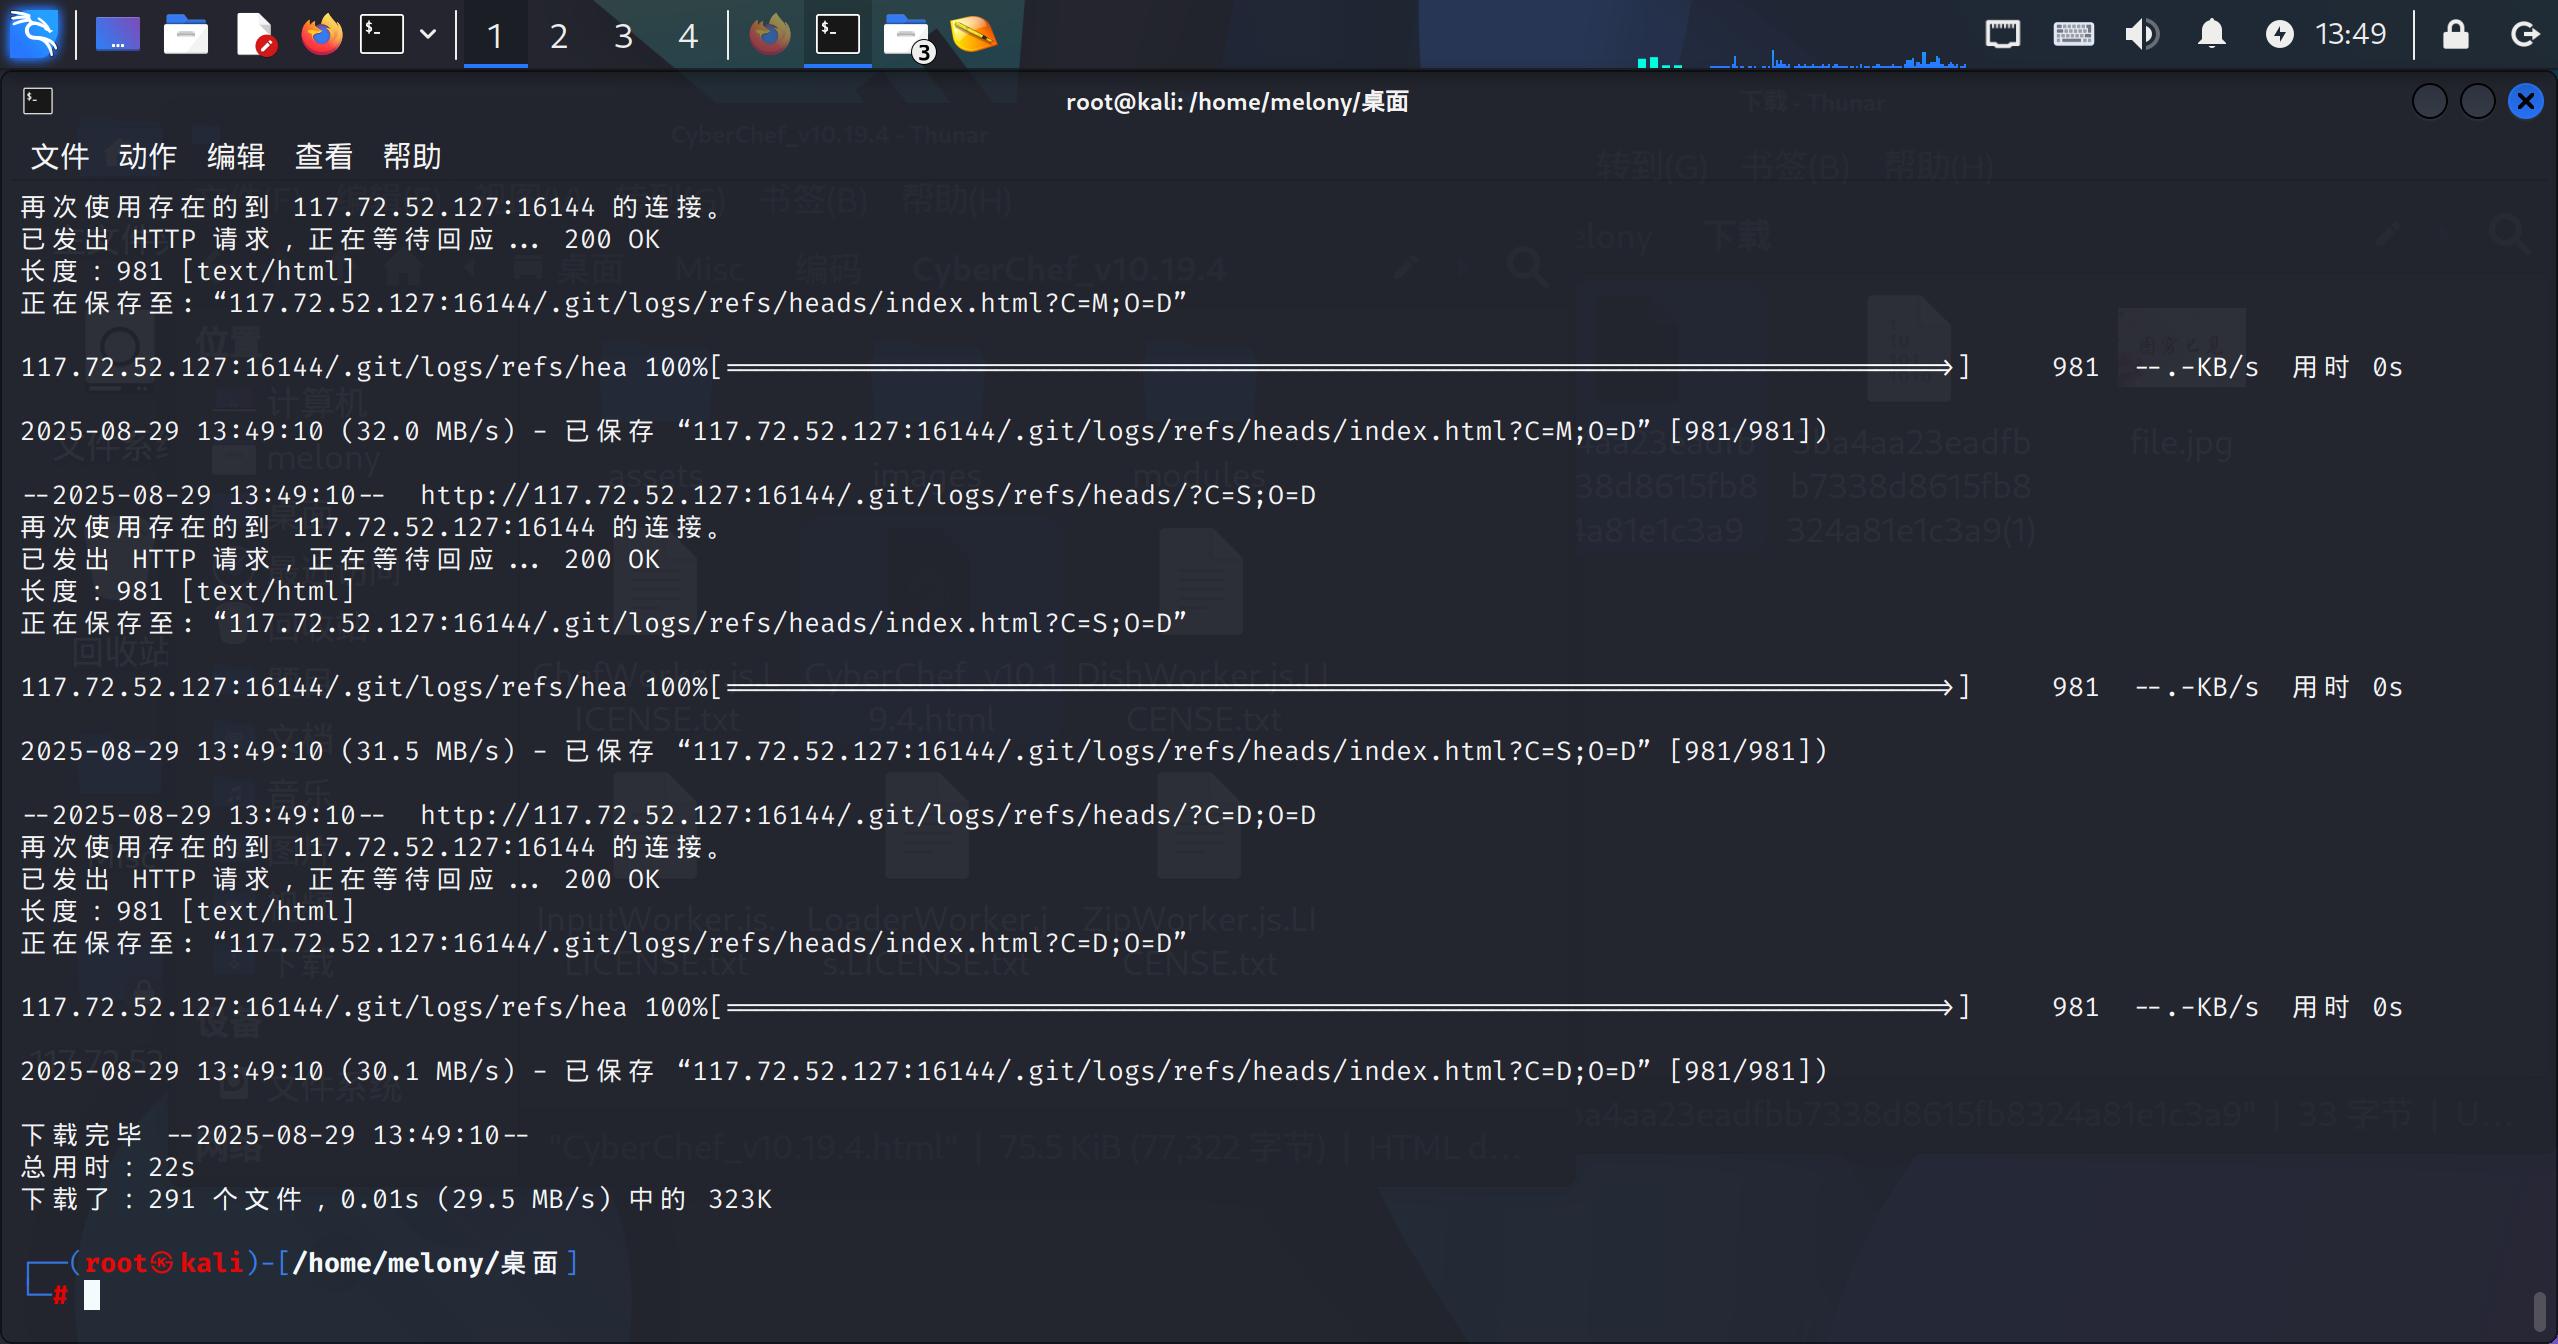 1 2 3 4 3 13:49
root@kali: /home/melony/桌面
文件 动作 编辑 查看 帮助
再次使用存在的到 117.72.52.127:16144 的连接。
已发出 HTTP 请求，正在等待回应... 200 OK
长度：981 [text/html]
正在保存至: “117.72.52.127:16144/.git/logs/refs/heads/index.html?C=M;O=D”
117.72.52.127:16144/.git/logs/refs/hea 100%[==================================================================================>] 981 --.-KB/s 用时 0s
2025-08-29 13:49:10 (32.0 MB/s) - 已保存 “117.72.52.127:16144/.git/logs/refs/heads/index.html?C=M;O=D” [981/981])
--2025-08-29 13:49:10-- http://117.72.52.127:16144/.git/logs/refs/heads/?C=S;O=D
再次使用存在的到 117.72.52.127:16144 的连接。
已发出 HTTP 请求，正在等待回应... 200 OK
长度：981 [text/html]
正在保存至: “117.72.52.127:16144/.git/logs/refs/heads/index.html?C=S;O=D”
117.72.52.127:16144/.git/logs/refs/hea 100%[==================================================================================>] 981 --.-KB/s 用时 0s
2025-08-29 13:49:10 (31.5 MB/s) - 已保存 “117.72.52.127:16144/.git/logs/refs/heads/index.html?C=S;O=D” [981/981])
--2025-08-29 13:49:10-- http://117.72.52.127:16144/.git/logs/refs/heads/?C=D;O=D
再次使用存在的到 117.72.52.127:16144 的连接。
已发出 HTTP 请求，正在等待回应... 200 OK
长度：981 [text/html]
正在保存至: “117.72.52.127:16144/.git/logs/refs/heads/index.html?C=D;O=D”
117.72.52.127:16144/.git/logs/refs/hea 100%[==================================================================================>] 981 --.-KB/s 用时 0s
2025-08-29 13:49:10 (30.1 MB/s) - 已保存 “117.72.52.127:16144/.git/logs/refs/heads/index.html?C=D;O=D” [981/981])
下载完毕 --2025-08-29 13:49:10--
总用时：22s
下载了：291 个文件，0.01s (29.5 MB/s) 中的 323K
┌──(root㉿kali)-[/home/melony/桌面]
└─#